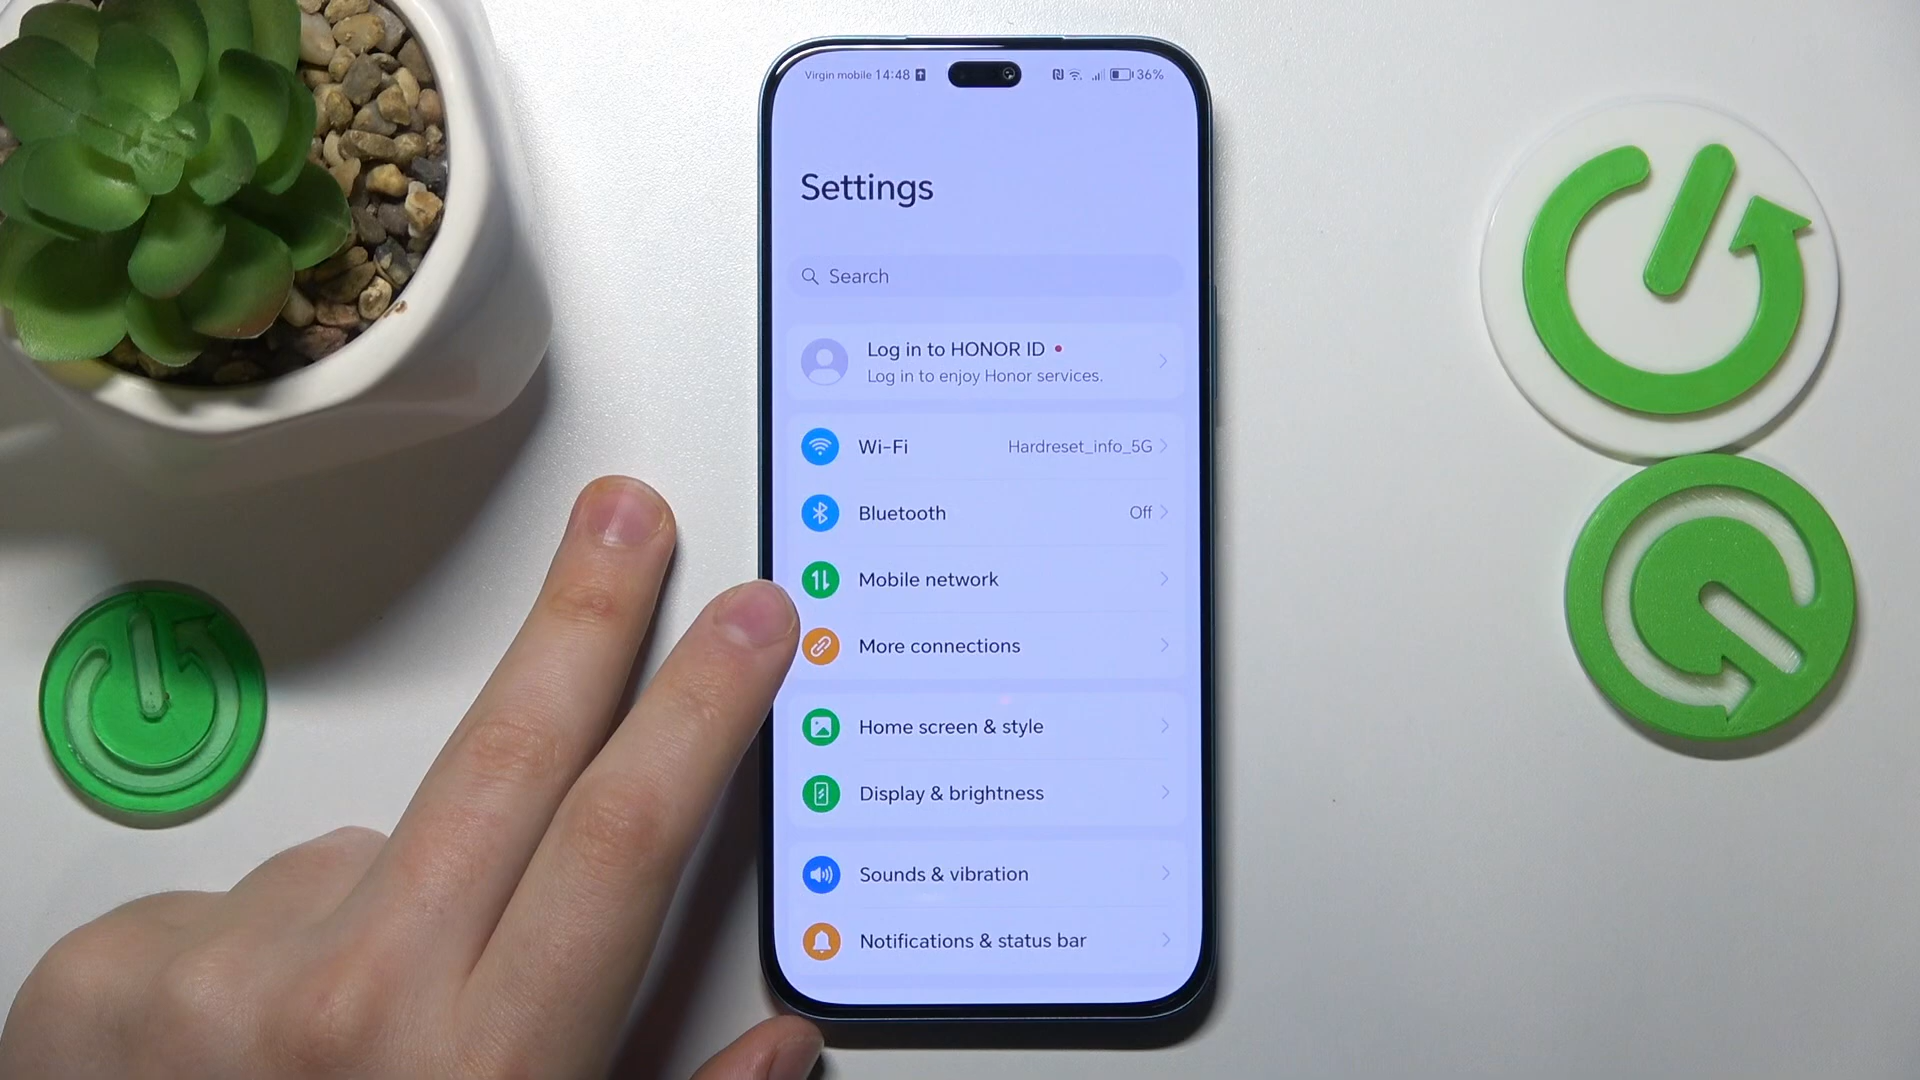 Virgin mobile 14:48 36%
Settings
Search
Log in to HONOR ID
Log in to enjoy Honor services.
Wi-Fi Hardreset_info_5G
Bluetooth Off
Mobile network
More connections
Home screen & style
Display & brightness
Sounds & vibration
Notifications & status bar